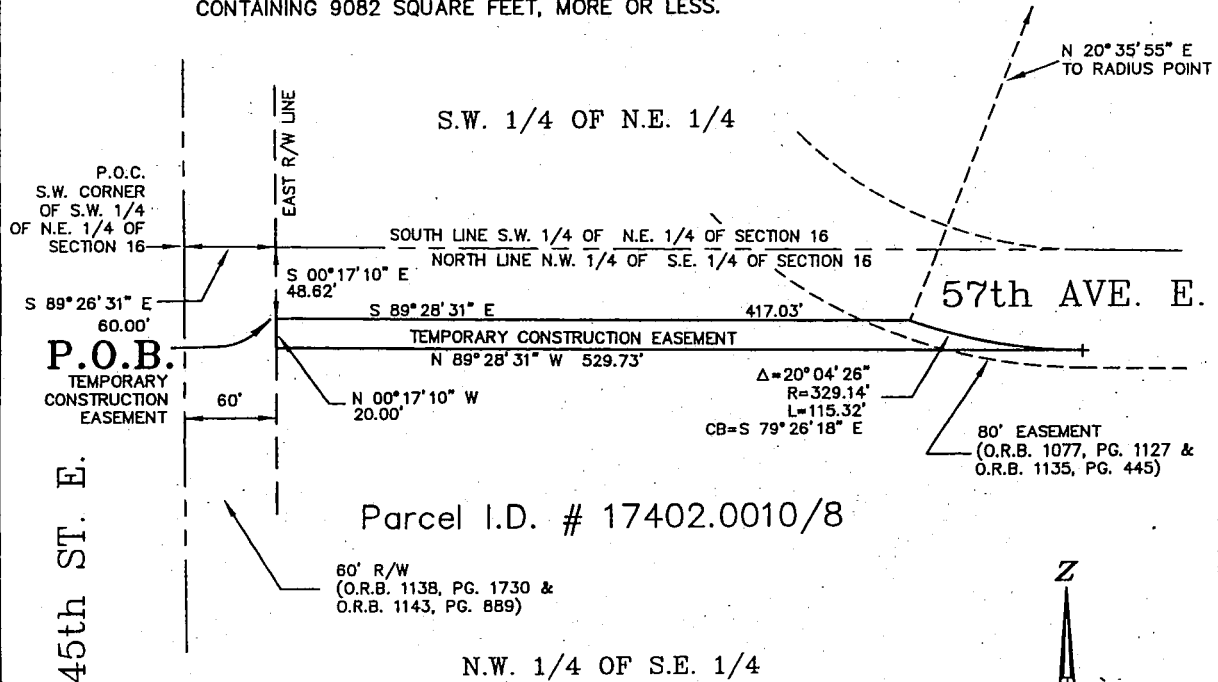 CONTAINING 9082 SQUARE FEET, MORE OR LESS.
N 20°35'55" E
TO RADIUS POINT
S.W. 1/4 OF N.E. 1/4
EAST R/W LINE
P.O.C.
S.W. CORNER
OF S.W. 1/4
OF N.E. 1/4 OF
SECTION 16
SOUTH LINE S.W. 1/4 OF N.E. 1/4 OF SECTION 16
NORTH LINE N.W. 1/4 OF S.E. 1/4 OF SECTION 16
S 00°17'10" E
48.62'
S 89°26'31" E
60.00'
S 89°28'31" E
417.03'
57th AVE. E.
P.O.B.
TEMPORARY
CONSTRUCTION
EASEMENT
TEMPORARY CONSTRUCTION EASEMENT
N 89°28'31" W 529.73'
60'
N 00°17'10" W
20.00'
Δ=20°04'26"
R=329.14'
L=115.32'
CB=S 79°26'18" E
80' EASEMENT
(O.R.B. 1077, PG. 1127 &
O.R.B. 1135, PG. 445)
45th ST. E.
Parcel I.D. # 17402.0010/8
60' R/W
(O.R.B. 1138, PG. 1730 &
O.R.B. 1143, PG. 889)
N.W. 1/4 OF S.E. 1/4
N